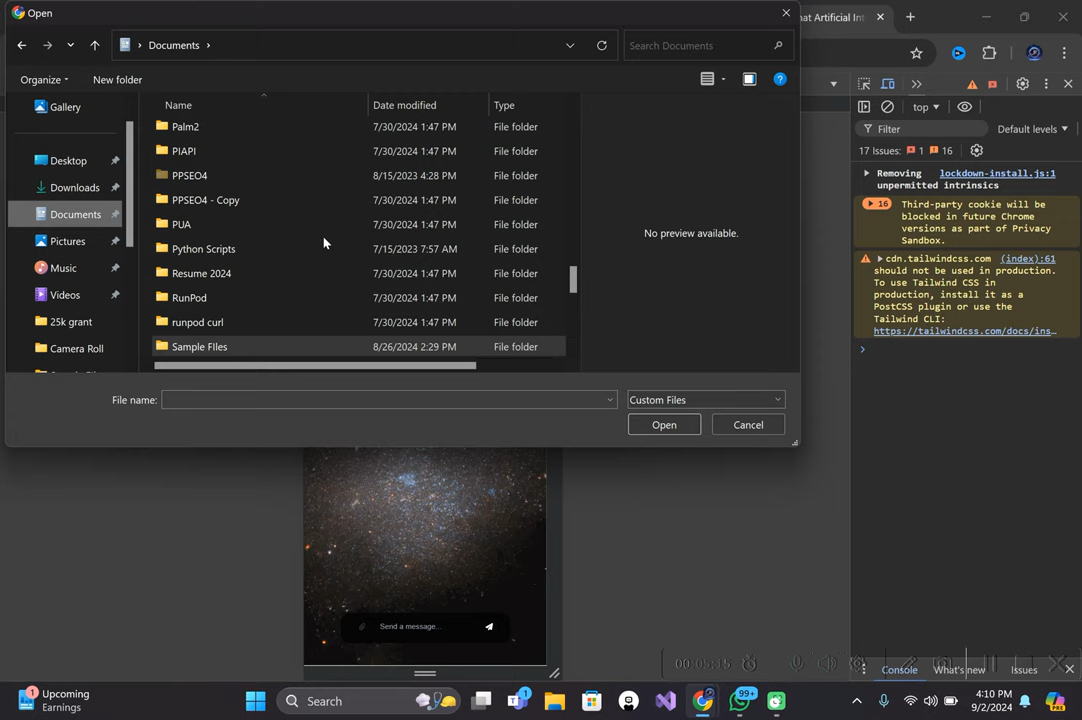 Open
hat Artificial Int
Documents
Search Documents
Organize
New folder
Gallery
Desktop
Downloads
Documents
Pictures
Music
Videos
25k grant
Camera Roll
Name Date modified Type
Palm2 7/30/2024 1:47 PM File folder
PIAPI 7/30/2024 1:47 PM File folder
PPSEO4 8/15/2023 4:28 PM File folder
PPSEO4 - Copy 7/30/2024 1:47 PM File folder
PUA 7/30/2024 1:47 PM File folder
Python Scripts 7/15/2023 7:57 AM File folder
Resume 2024 7/30/2024 1:47 PM File folder
RunPod 7/30/2024 1:47 PM File folder
runpod curl 7/30/2024 1:47 PM File folder
Sample FIles 8/26/2024 2:29 PM File folder
No preview available.
File name:
Custom Files
Open
Cancel
top
Filter
Default levels
17 Issues: 1 16
Removing lockdown-install.js:1
unpermitted intrinsics
16 Third-party cookie will be
blocked in future Chrome
versions as part of Privacy
Sandbox.
cdn.tailwindcss.com (index):61
should not be used in production.
To use Tailwind CSS in
production, install it as a
PostCSS plugin or use the
Tailwind CLI:
https://tailwindcss.com/docs/ins…
Send a message...
00:05:15
Console
What's new
Issues
1
Upcoming
Earnings
Search
1
99+
4:10 PM
9/2/2024
PRE